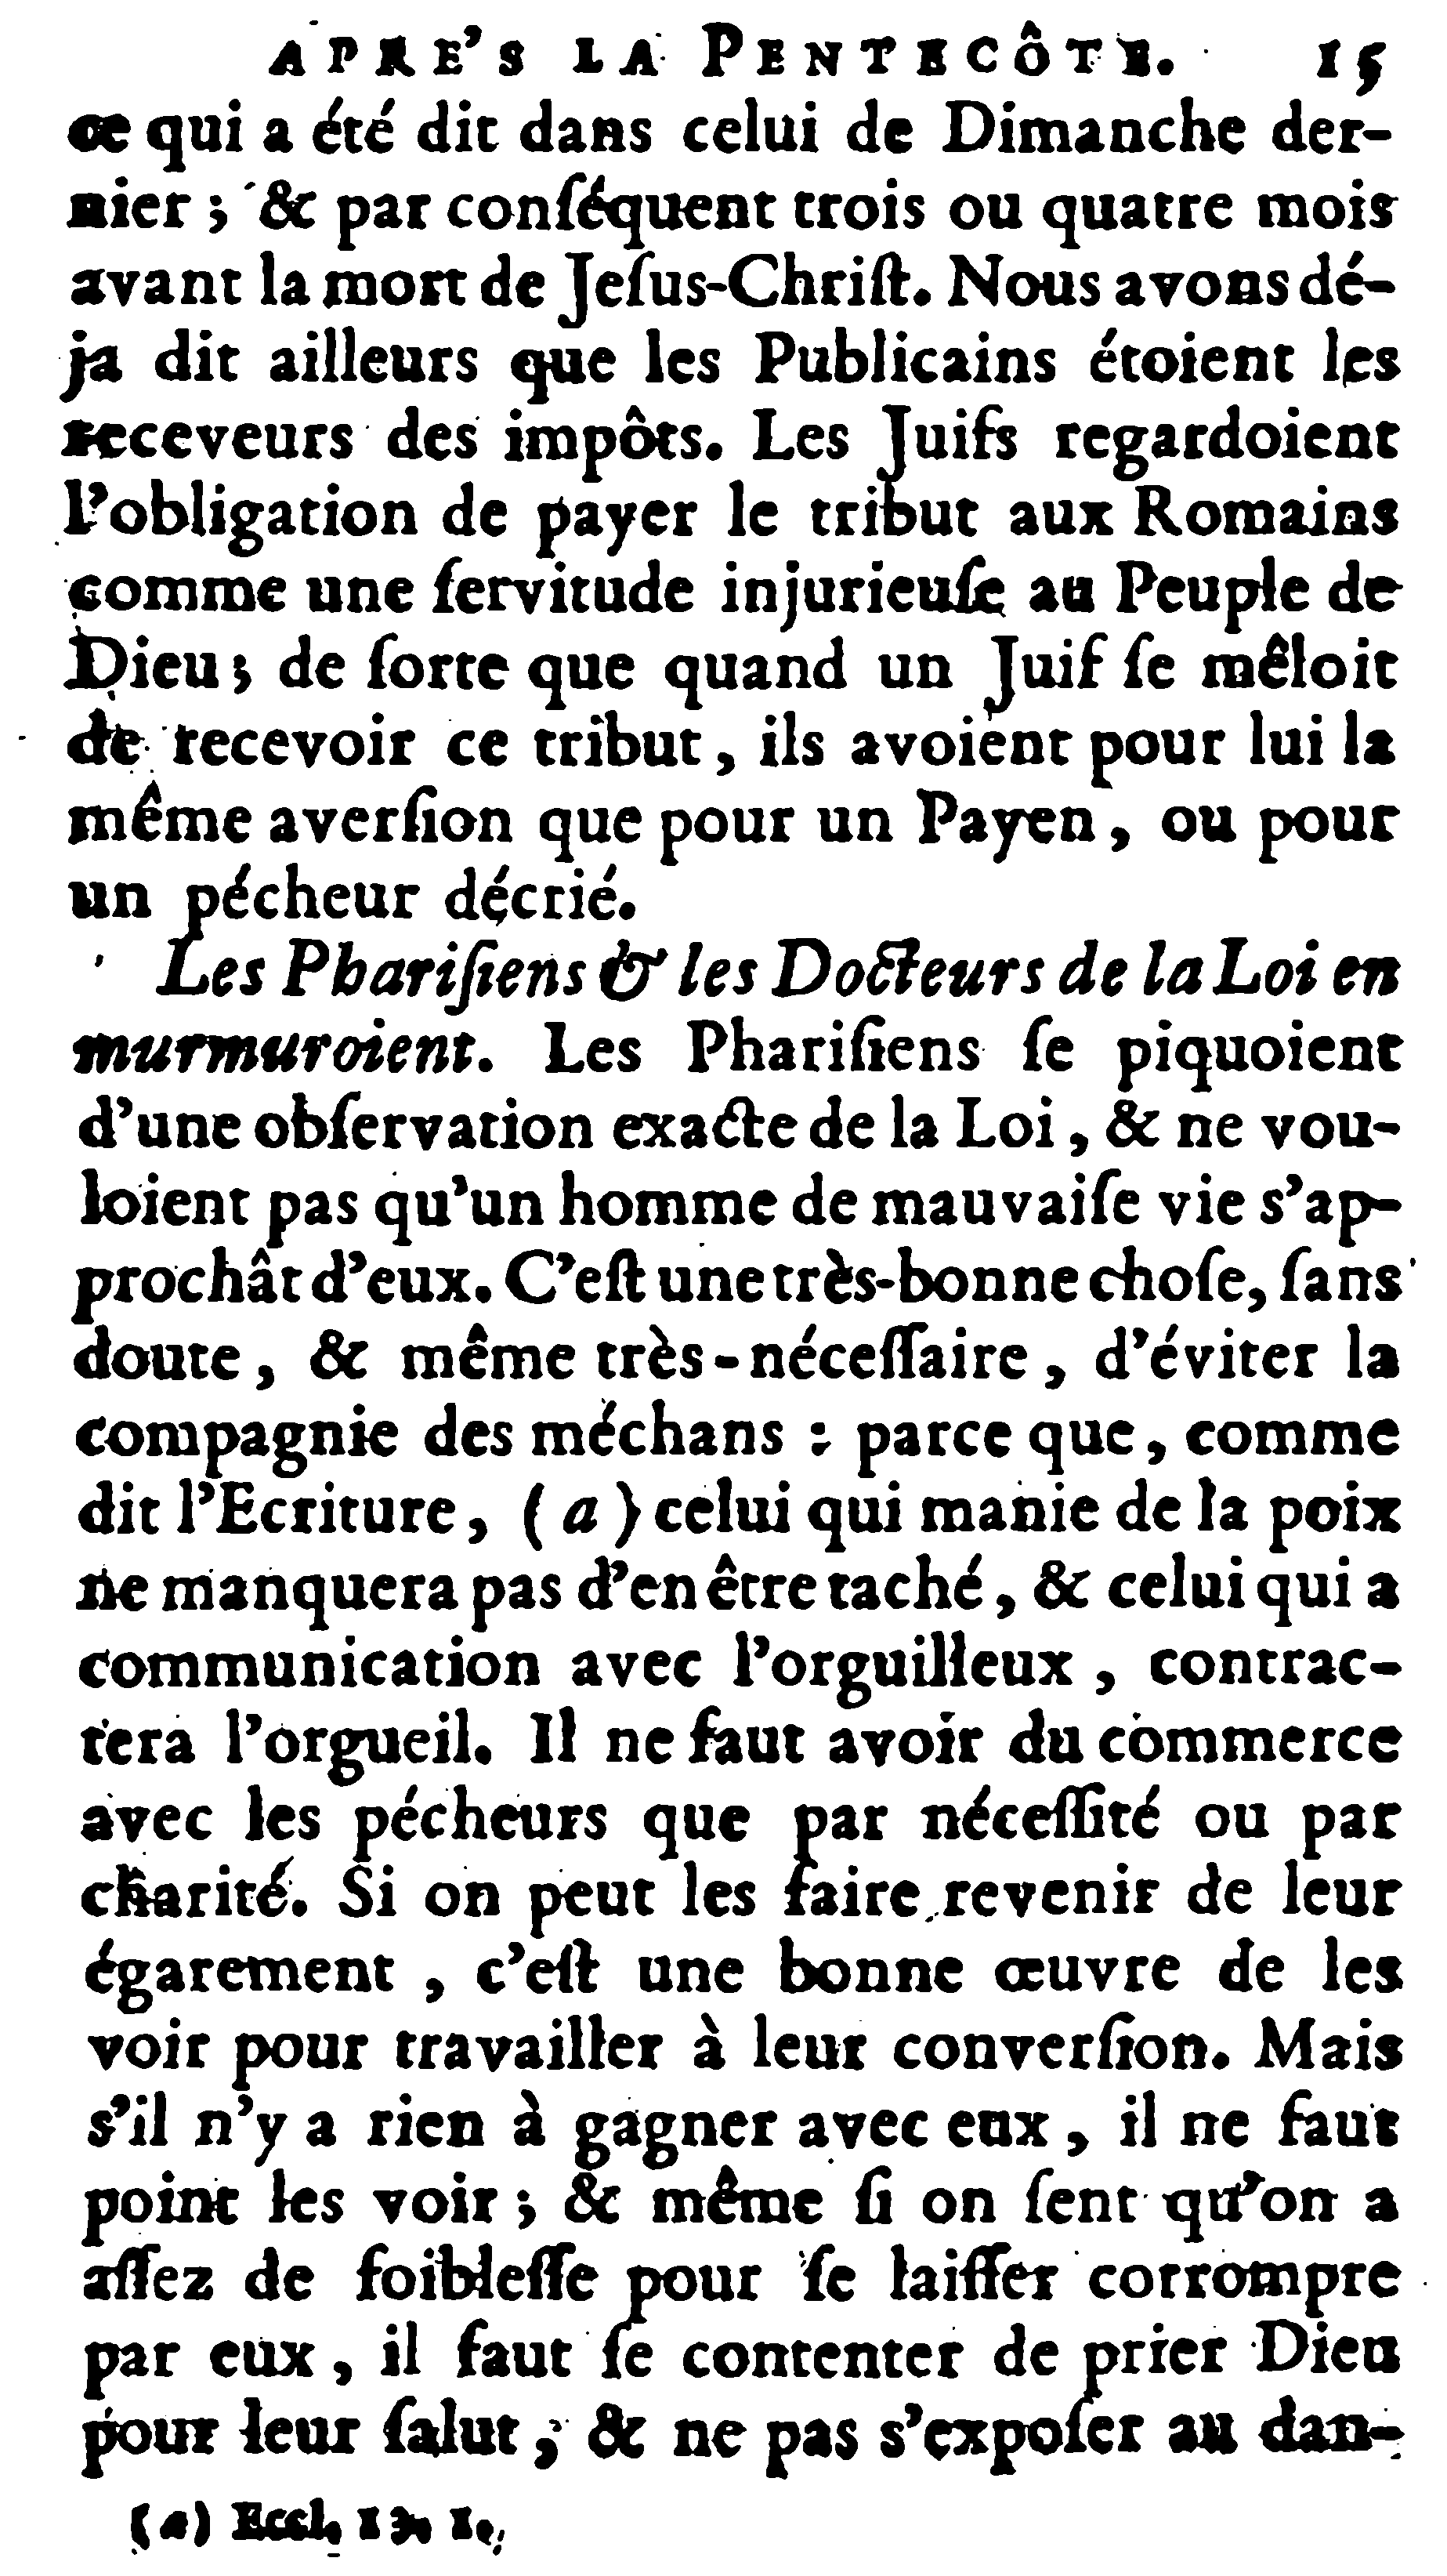 APRE'S LA PENTECÔTE. 15
ce qui a été dit dans celui de Dimanche der-
nier ; & par conſéquent trois ou quatre mois
avant la mort de Jeſus-Chriſt. Nous avons dé-
ja dit ailleurs que les Publicains étoient les
receveurs des impôts. Les Juifs regardoient
l'obligation de payer le tribut aux Romains
comme une ſervitude injurieuſe au Peuple de
Dieu ; de ſorte que quand un Juif ſe mêloit
de recevoir ce tribut , ils avoient pour lui la
même averſion que pour un Payen , ou pour
un pécheur décrié.
Les Phariſiens & les Docteurs de la Loi en
murmuroient. Les Phariſiens ſe piquoient
d'une obſervation exacte de la Loi , & ne vou-
loient pas qu'un homme de mauvaiſe vie s'ap-
prochât d'eux. C'eſt une très-bonne choſe, ſans
doute , & même très-néceſſaire , d'éviter la
compagnie des méchans : parce que , comme
dit l'Ecriture , ( a ) celui qui manie de la poix
ne manquera pas d'en être taché , & celui qui a
communication avec l'orguilleux , contrac-
tera l'orgueil. Il ne faut avoir du commerce
avec les pécheurs que par néceſſité ou par
charité. Si on peut les faire revenir de leur
égarement , c'eſt une bonne œuvre de les
voir pour travailler à leur converſion. Mais
s'il n'y a rien à gagner avec eux , il ne faut
point les voir ; & même ſi on ſent qu'on a
aſſez de foibleſſe pour ſe laiſſer corrompre
par eux , il faut ſe contenter de prier Dieu
pour leur ſalut , & ne pas s'expoſer au dan-
(a) Eccl. 13. 1.